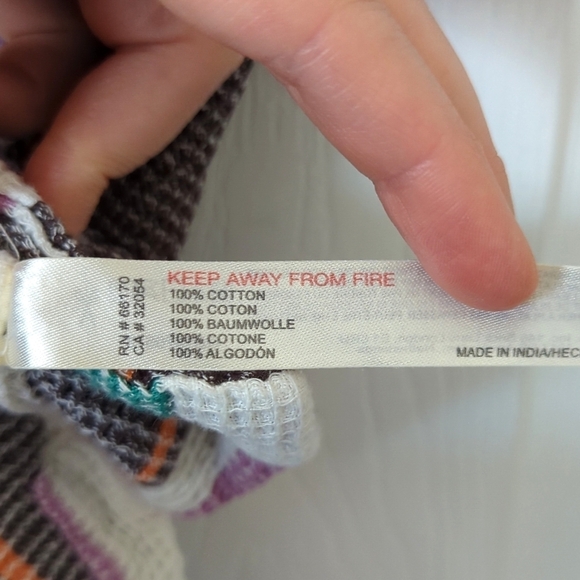 RN # 66170
CA # 32054
KEEP AWAY FROM FIRE
100% COTTON
100% COTON
100% BAUMWOLLE
100% COTONE
100% ALGODÓN
MADE IN INDIA/HEC